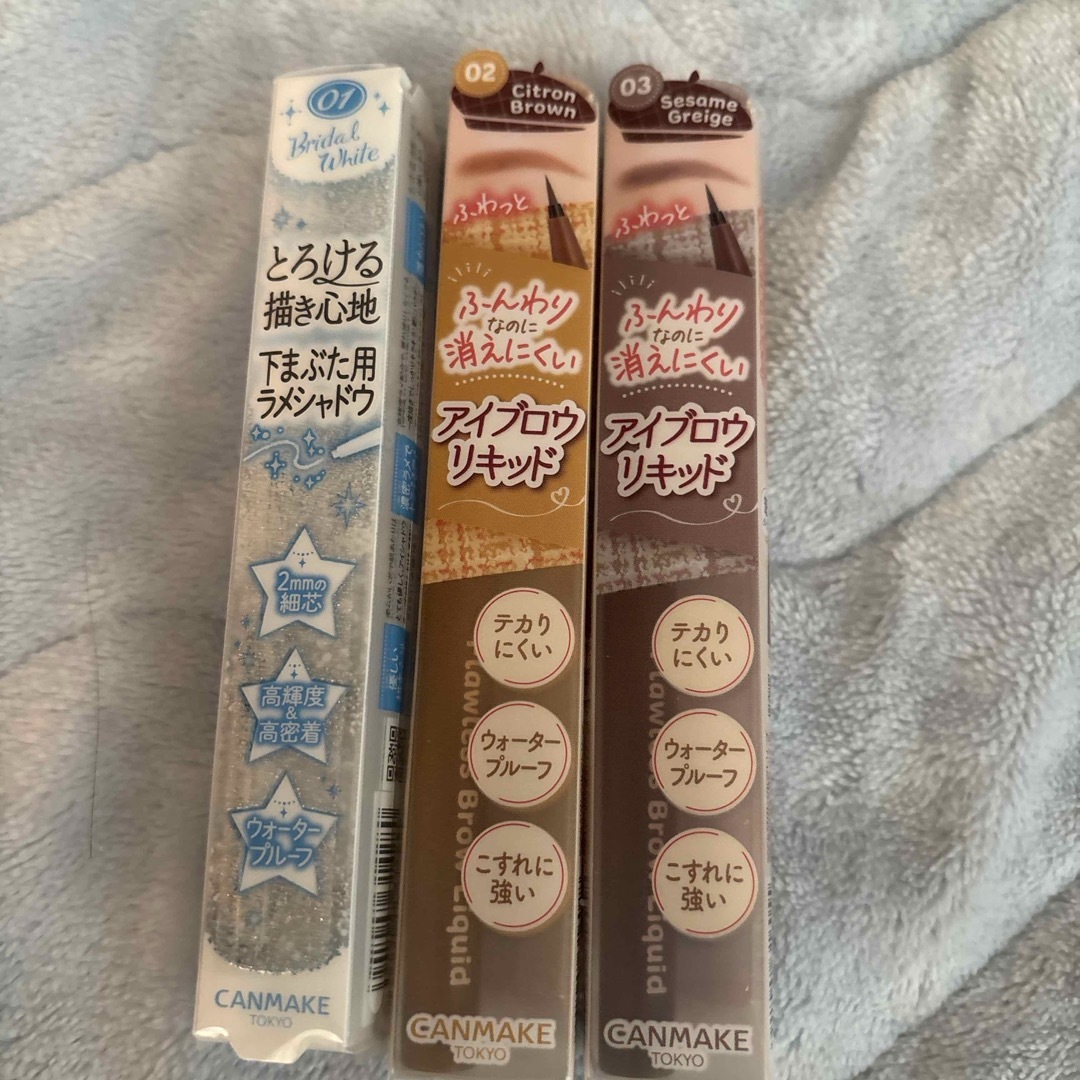 01
Bridal
White
とろける
描き心地
下まぶた用
ラメシャドウ
2mmの
細芯
高輝度
&
高密着
ウォーター
プルーフ
CANMAKE
TOKYO
02
Citron
Brown
ふわっと
ふーんわり
なのに
消えにくい
アイブロウ
リキッド
テカり
にくい
ウォーター
プルーフ
こすれに
強い
Flawless Brow Liquid
CANMAKE
TOKYO
03
Sesame
Greige
ふわっと
ふーんわり
なのに
消えにくい
アイブロウ
リキッド
テカり
にくい
ウォーター
プルーフ
こすれに
強い
Flawless Brow Liquid
CANMAKE
TOKYO